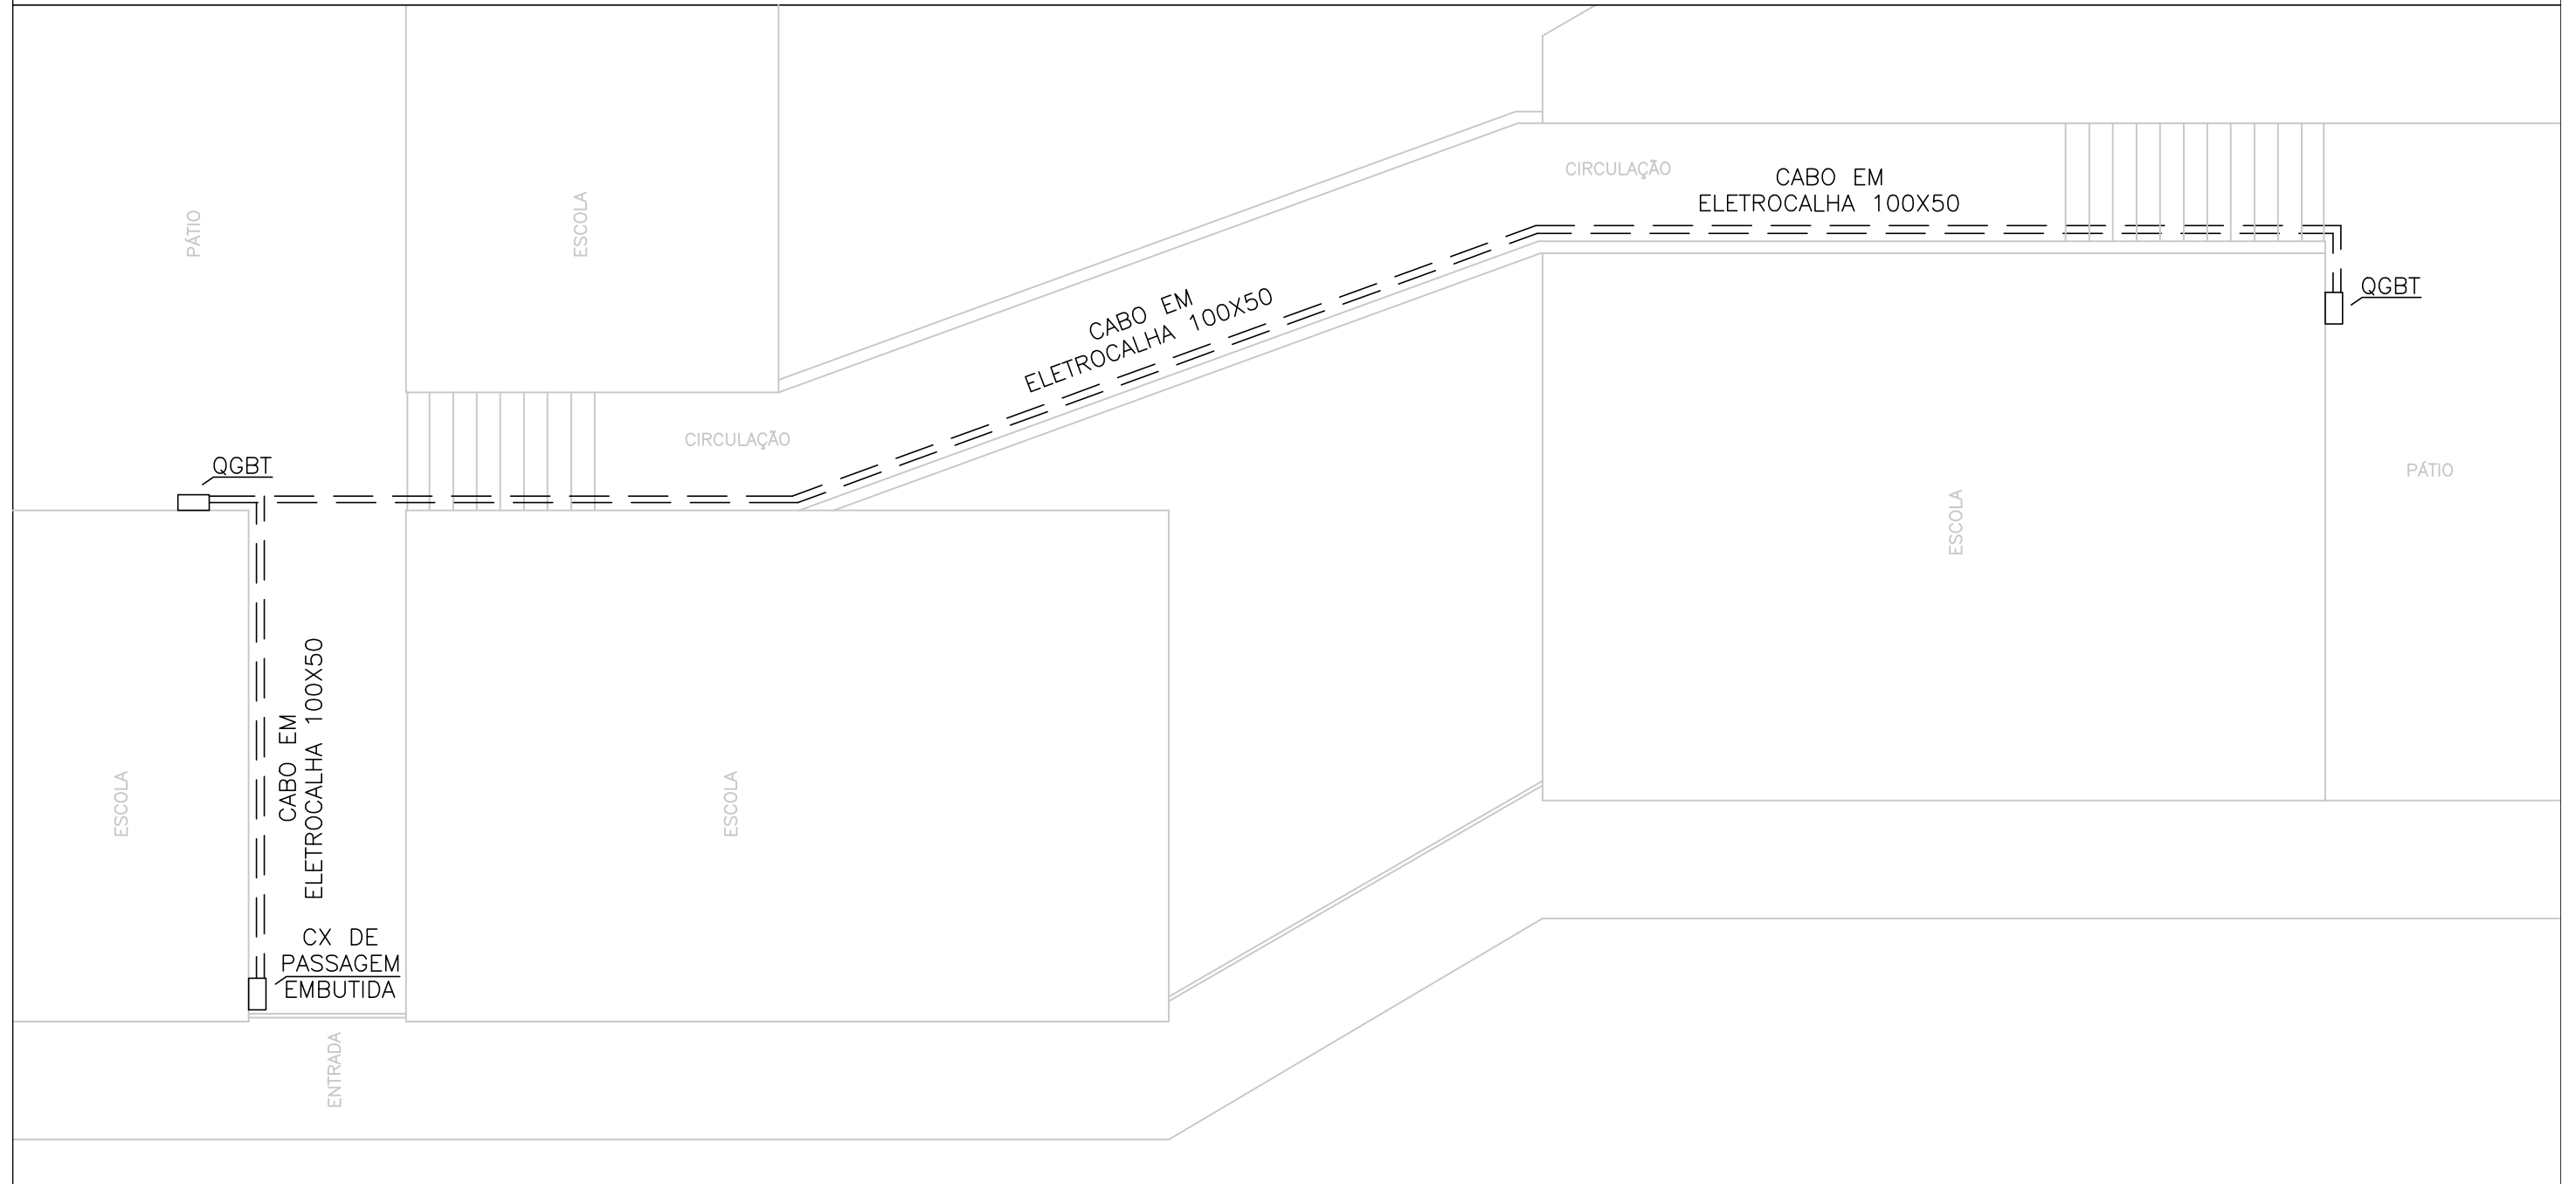 CIRCULAÇÃO
CABO EM
ELETROCALHA 100X50
PÁTIO
ESCOLA
QGBT
CABO EM
ELETROCALHA 100X50
CIRCULAÇÃO
QGBT
PÁTIO
ESCOLA
CABO EM
ELETROCALHA 100X50
ESCOLA
ESCOLA
CX DE
PASSAGEM
EMBUTIDA
ENTRADA